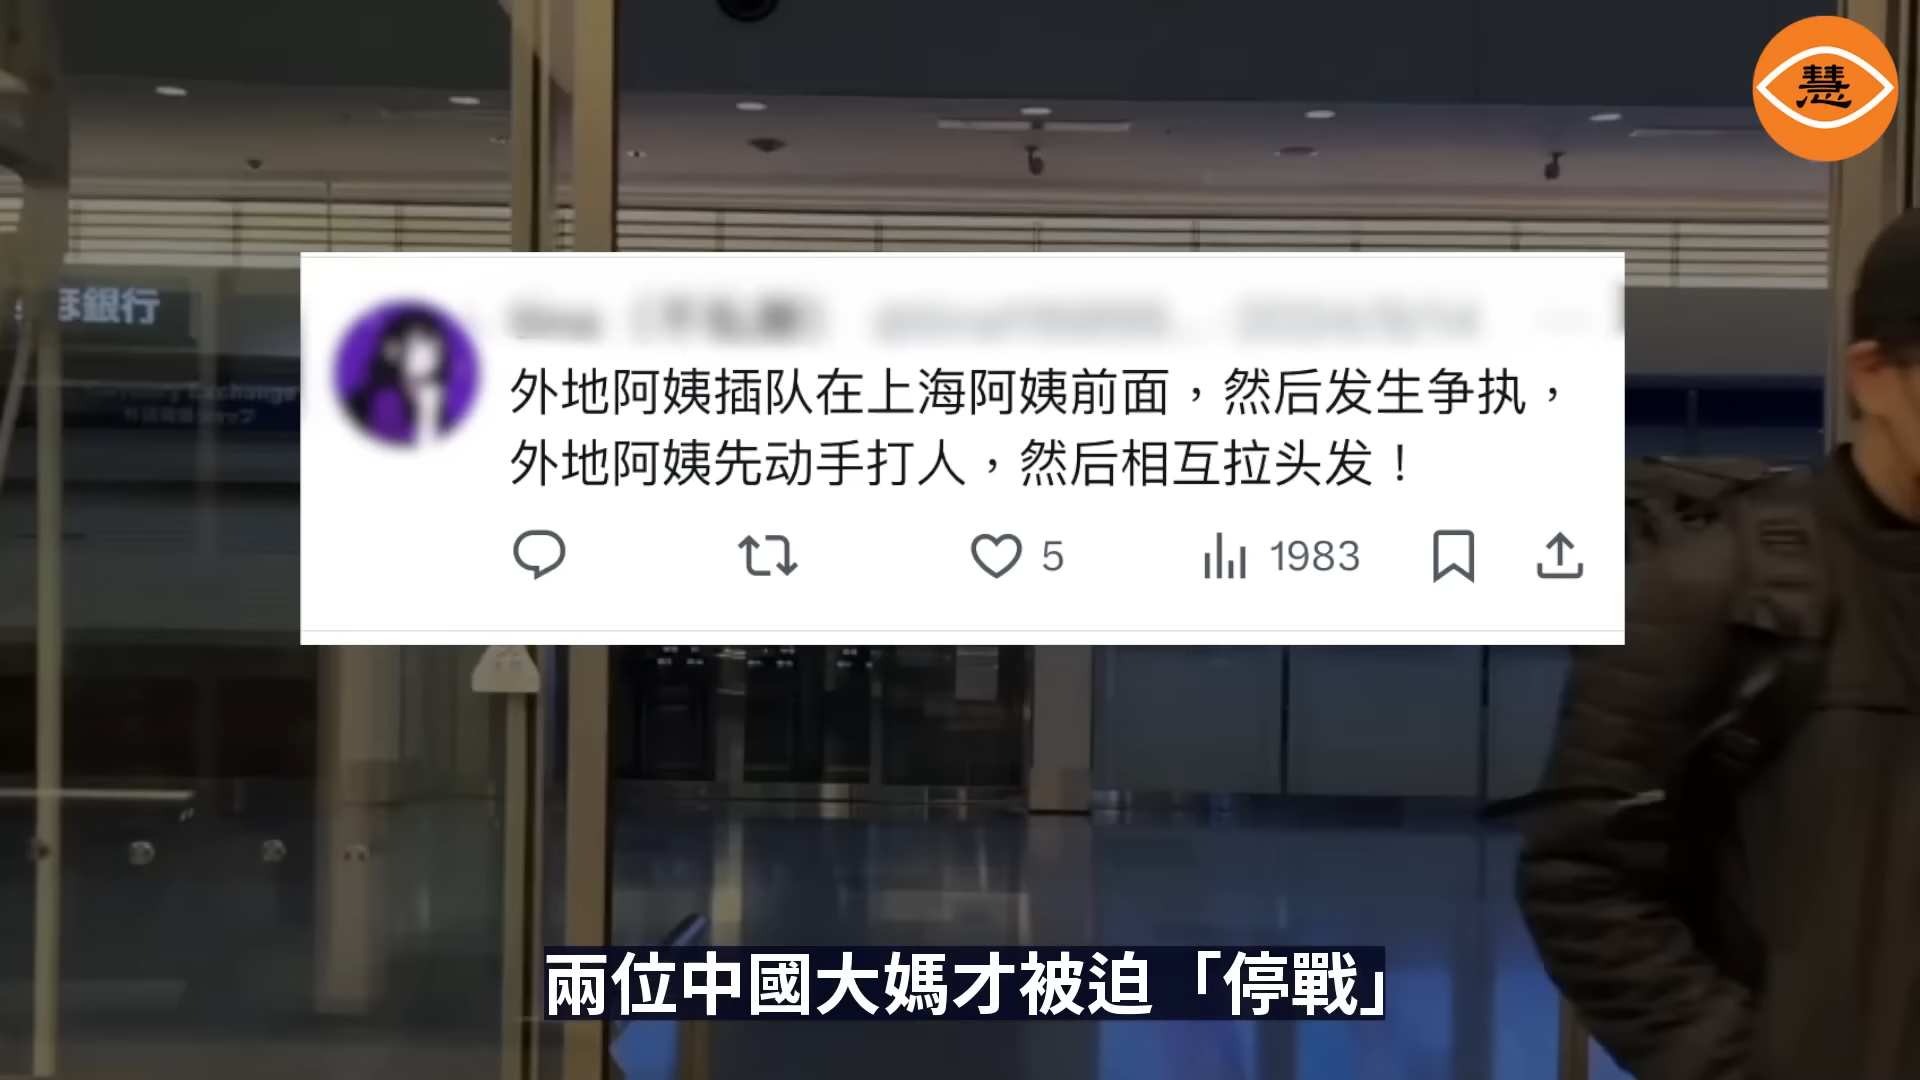 慧
銀行
外地阿姨插队在上海阿姨前面，然后发生争执，
外地阿姨先动手打人，然后相互拉头发！
5
1983
兩位中國大媽才被迫「停戰」